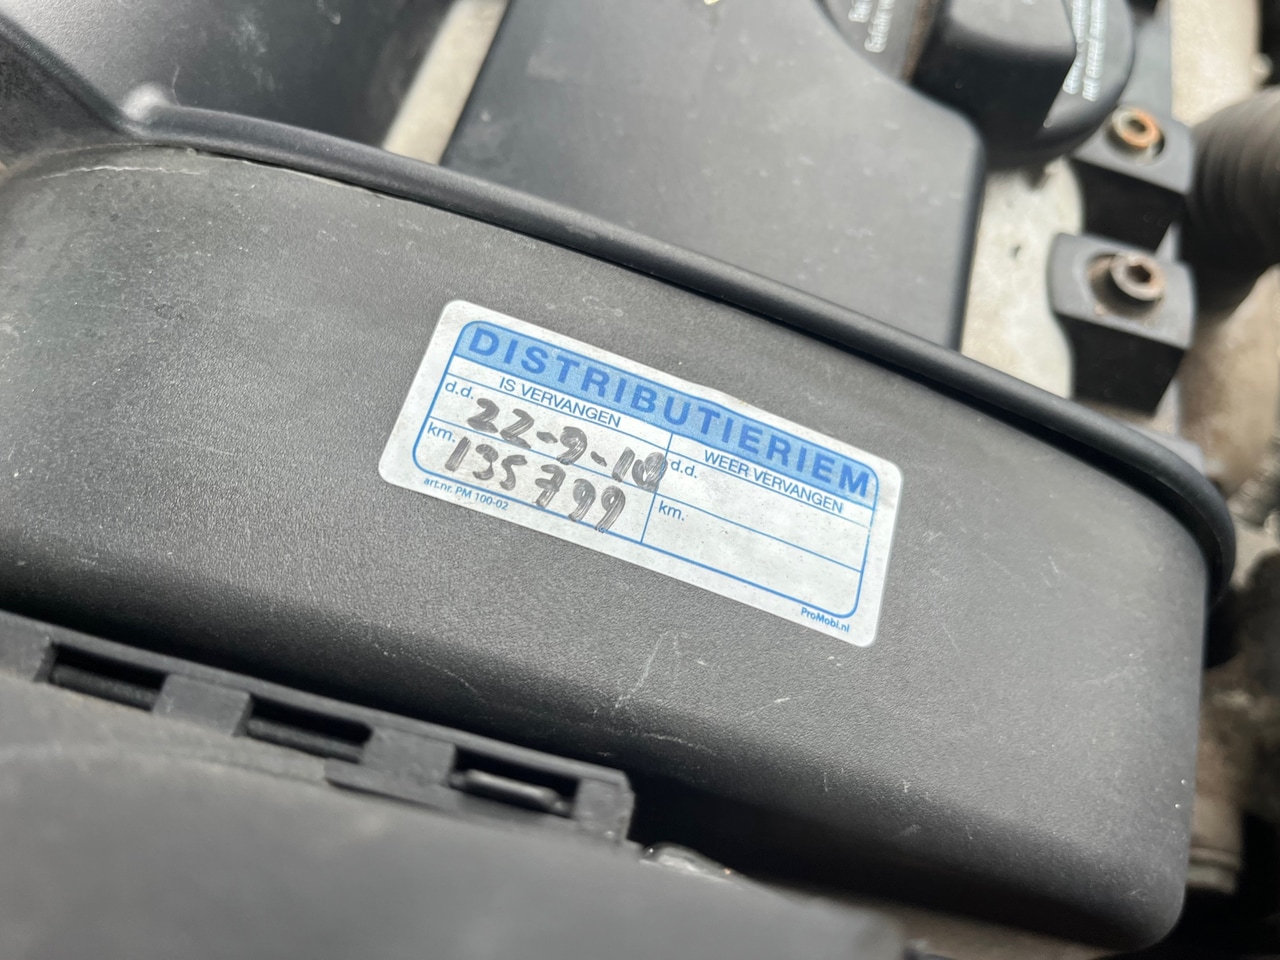 DISTRIBUTIERIEM
IS VERVANGEN
d.d. 22-9-10
km. 135799
WEER VERVANGEN
d.d.
km.
art.nr. PM 100-02
ProMobi.nl